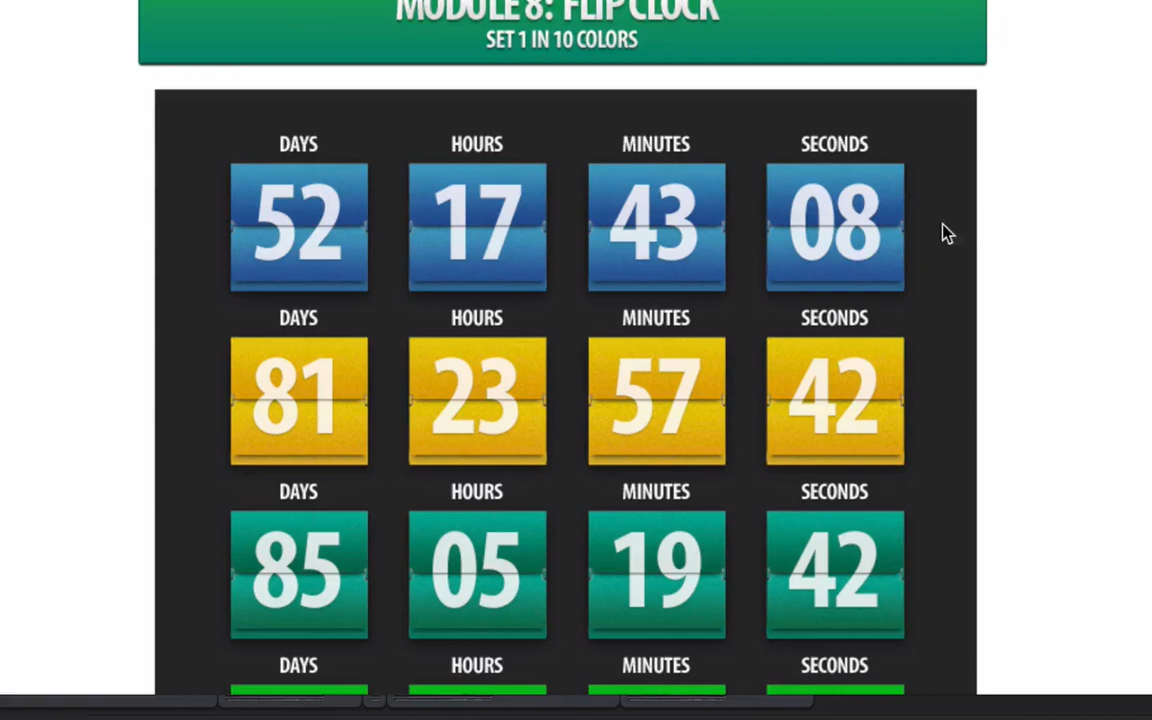 MODULE 8: FLIP CLOCK
SET 1 IN 10 COLORS
DAYS HOURS MINUTES SECONDS
52 17 43 08
DAYS HOURS MINUTES SECONDS
81 23 57 42
DAYS HOURS MINUTES SECONDS
85 05 19 42
DAYS HOURS MINUTES SECONDS